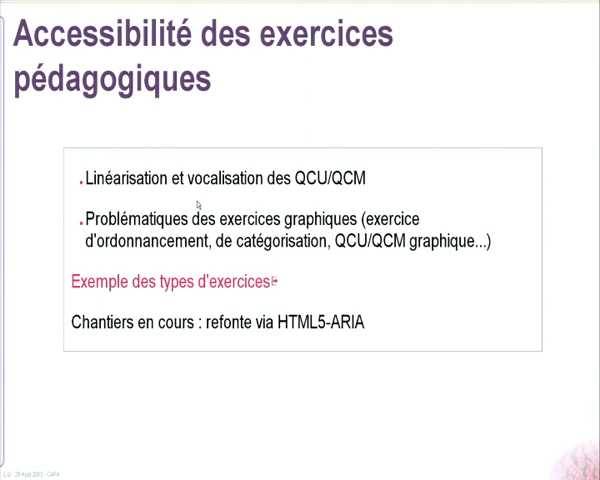 Accessibilité des exercices
pédagogiques
Linéarisation et vocalisation des QCU/QCM
Problématiques des exercices graphiques (exercice
d'ordonnancement, de catégorisation, QCU/QCM graphique...)
Exemple des types d'exercices
Chantiers en cours : refonte via HTML5-ARIA